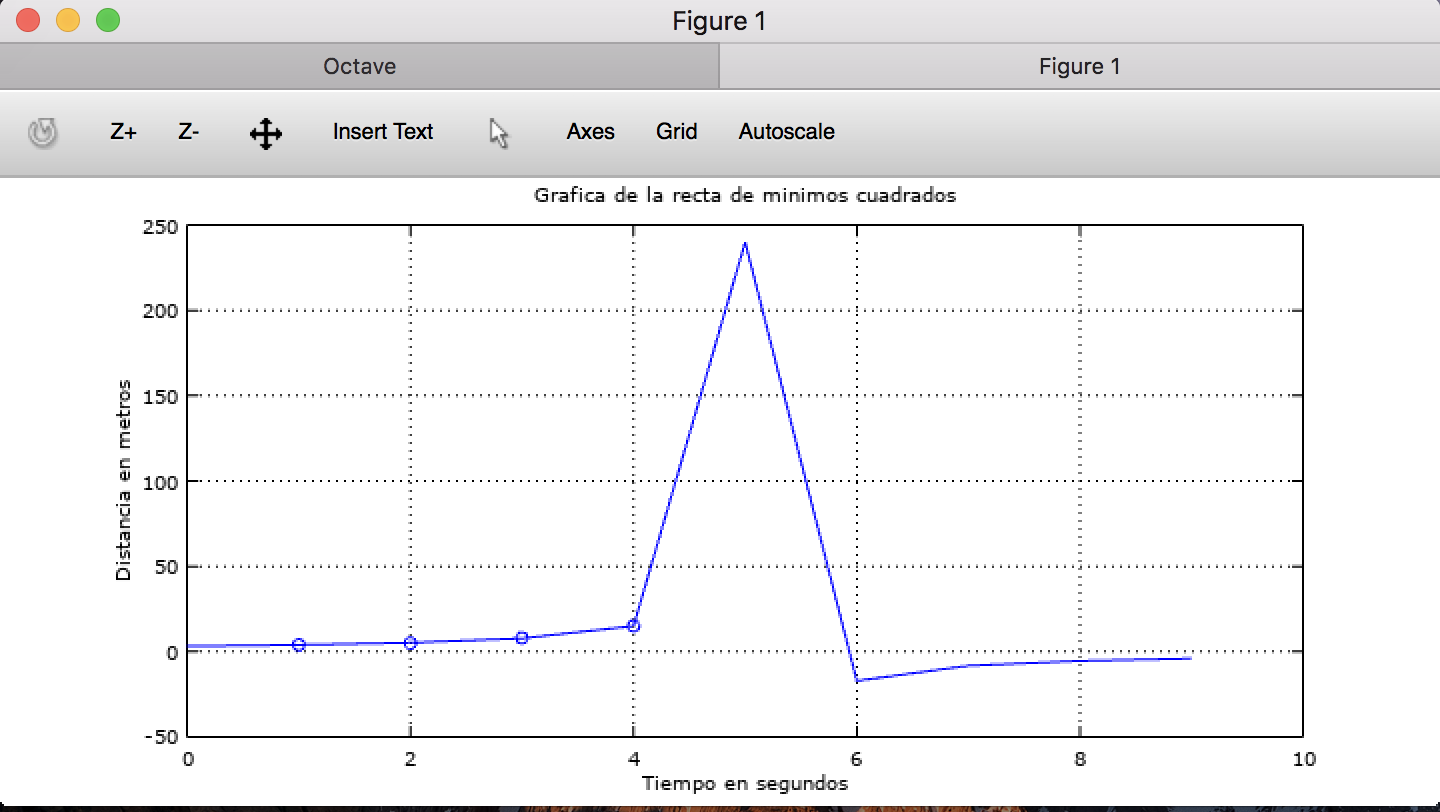 Figure 1
Octave Figure 1
Z+ Z- Insert Text Axes Grid Autoscale
Grafica de la recta de minimos cuadrados
250
200
150
100
50
0
-50
Distancia en metros
0 2 4 6 8 10
Tiempo en segundos